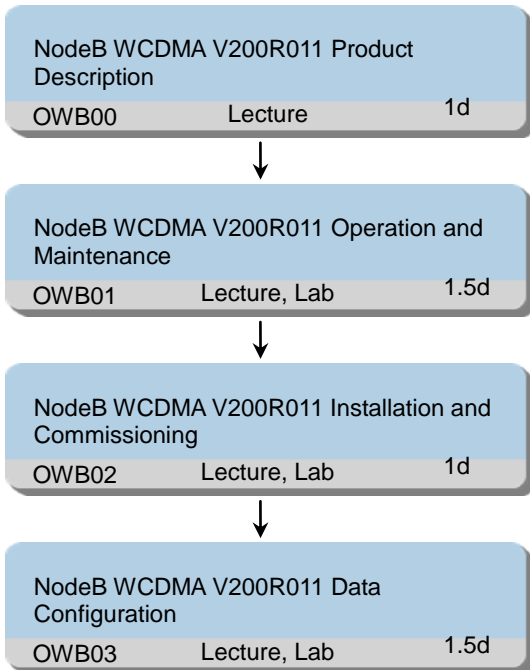 NodeB WCDMA V200R011 Product
Description
OWB00 Lecture 1d
NodeB WCDMA V200R011 Operation and
Maintenance
OWB01 Lecture, Lab 1.5d
NodeB WCDMA V200R011 Installation and
Commissioning
OWB02 Lecture, Lab 1d
NodeB WCDMA V200R011 Data
Configuration
OWB03 Lecture, Lab 1.5d